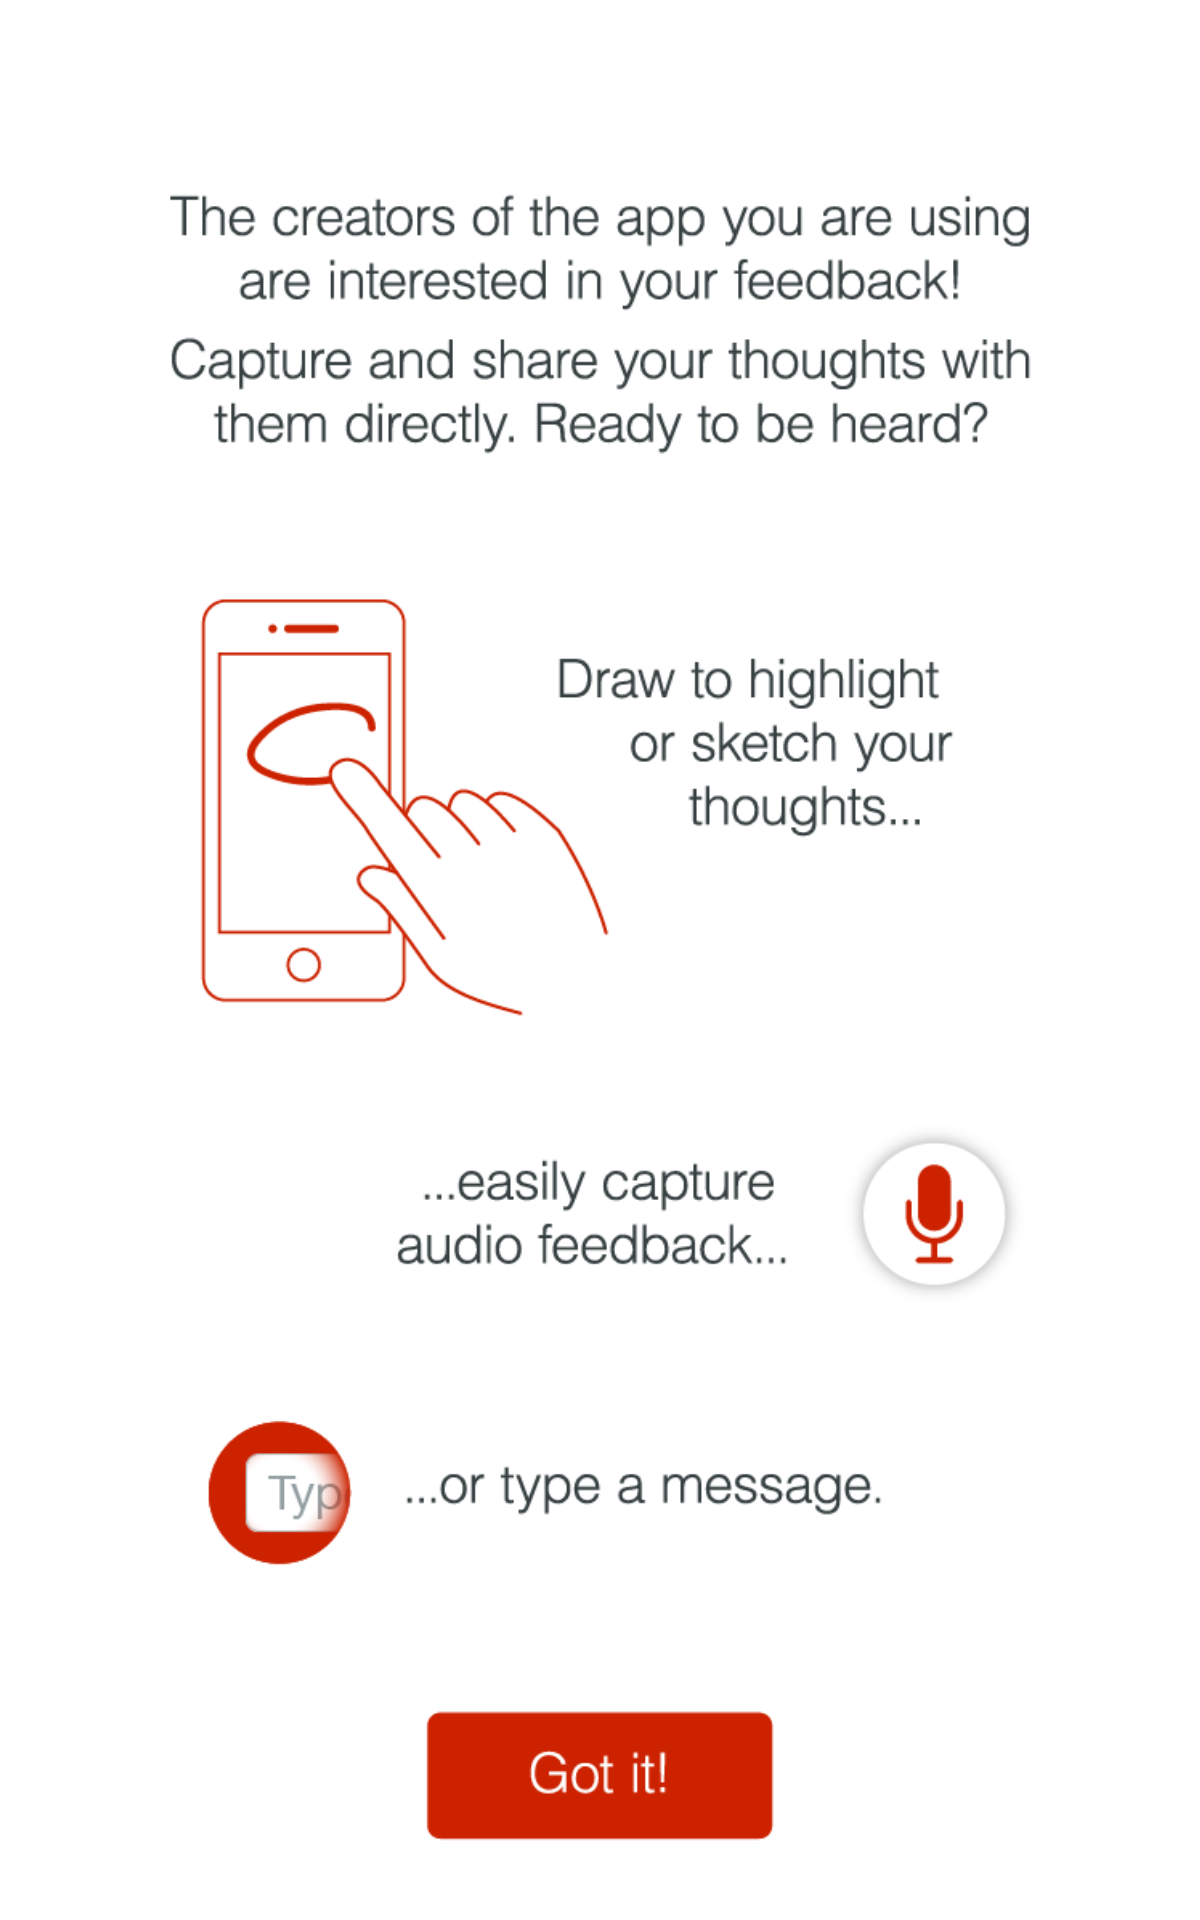 The creators of the app you are using
are interested in your feedback!
Capture and share your thoughts with
them directly. Ready to be heard?
Draw to highlight
or sketch your
thoughts...
...easily capture
audio feedback...
Typ
...or type a message.
Got it!